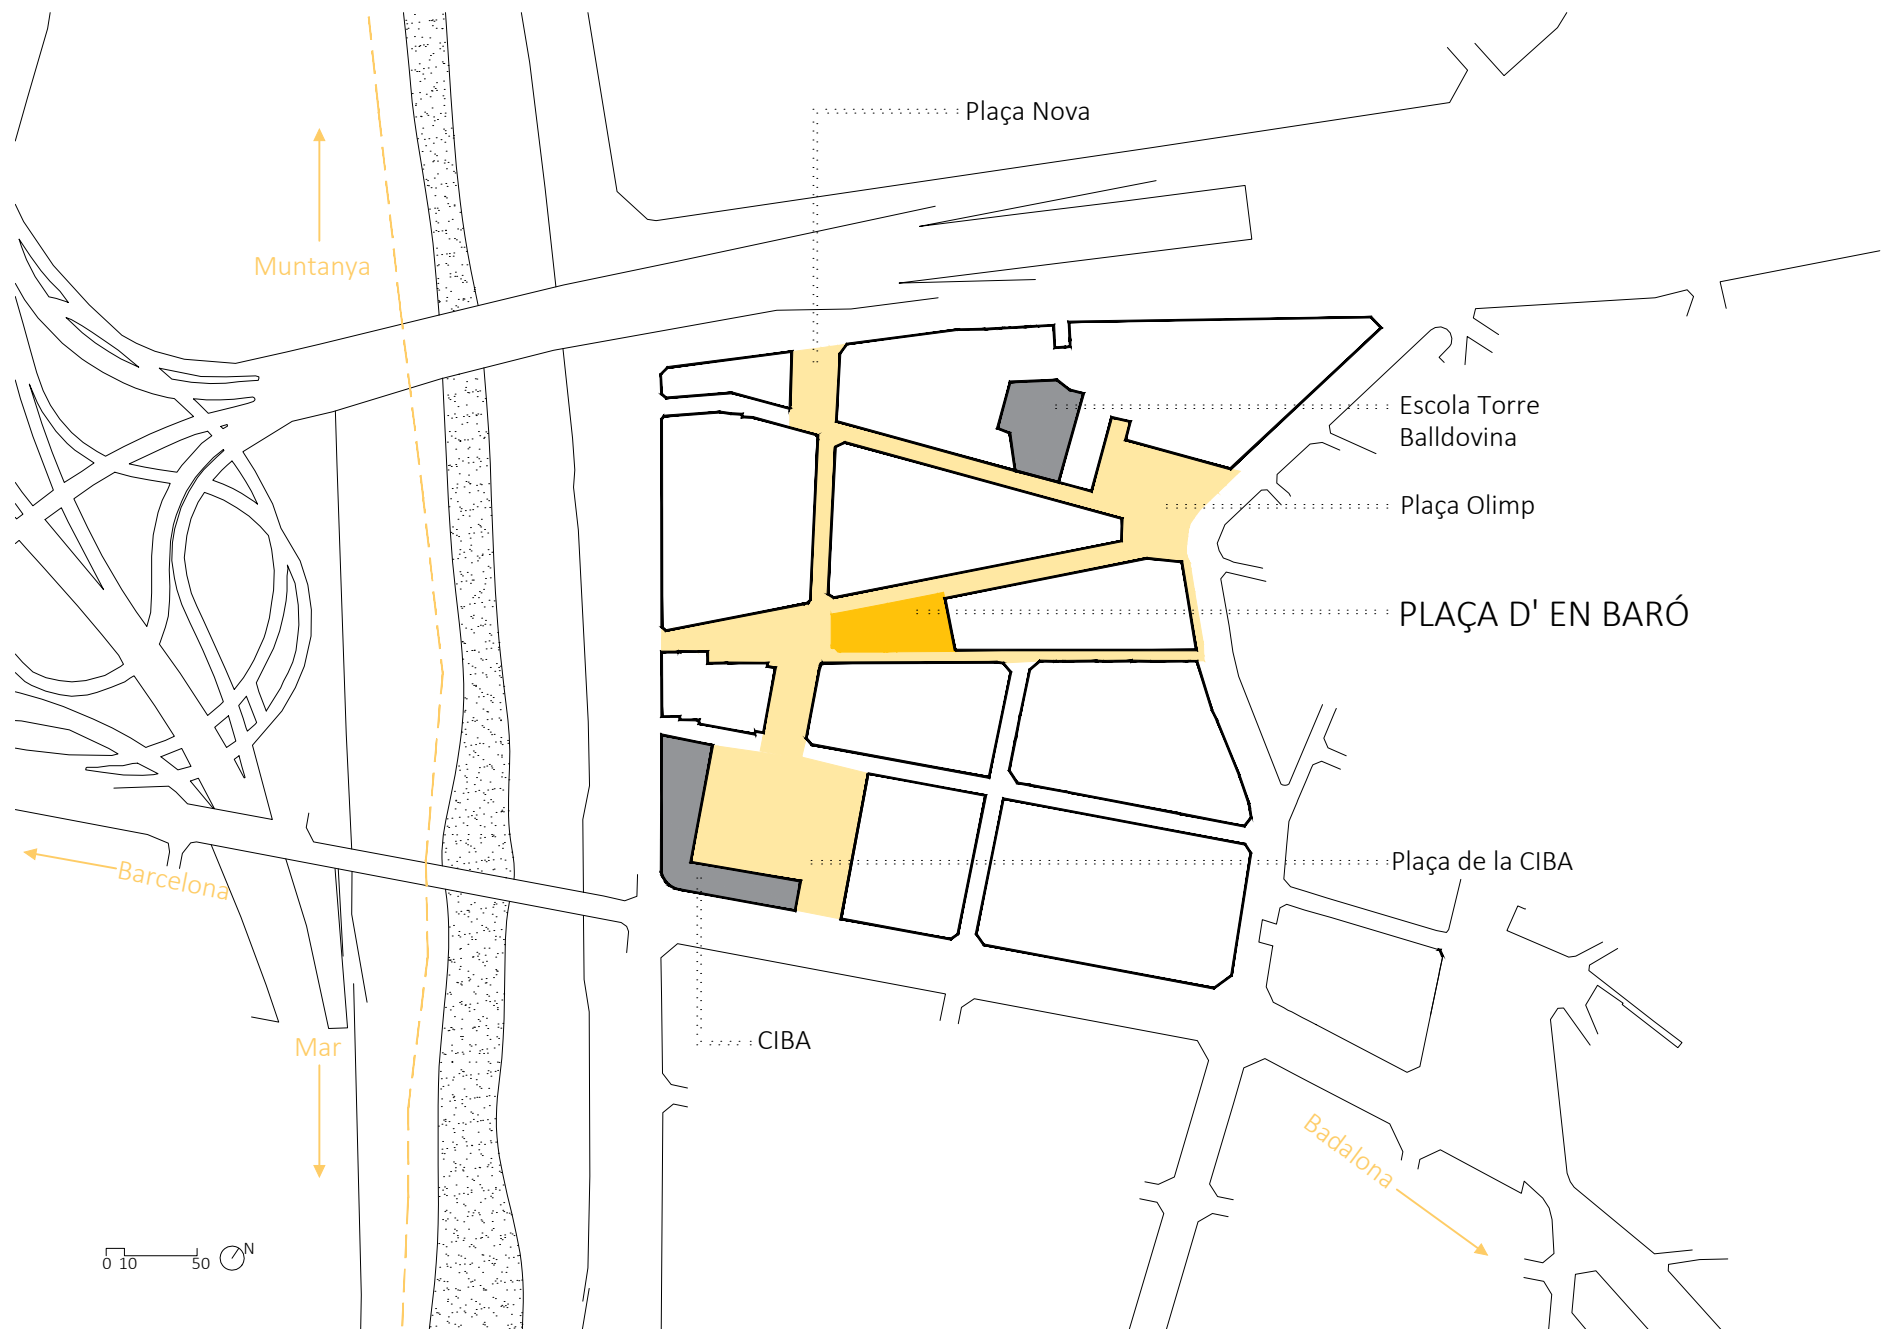 Plaça Nova
Muntanya
Escola Torre
Balldovina
Plaça Olimp
PLAÇA D' EN BARÓ
Plaça de la CIBA
Barcelona
CIBA
Mar
Badalona
0 10 50 N